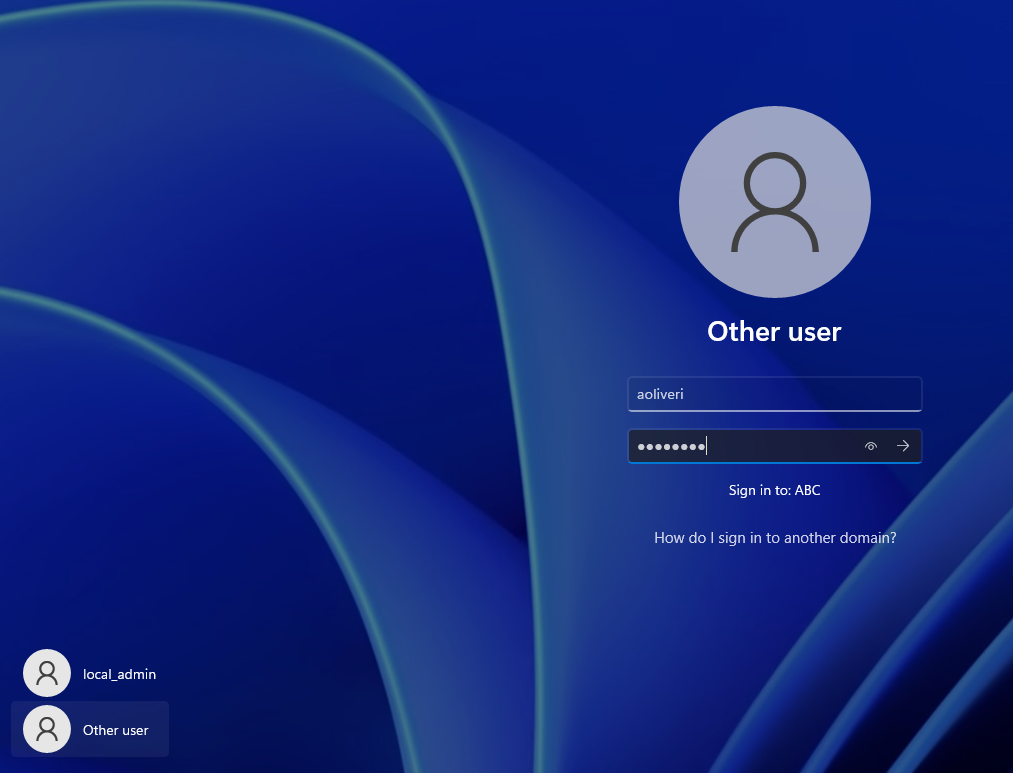 Other user
aoliveri
●●●●●●●●
Sign in to: ABC
How do I sign in to another domain?
local_admin
Other user